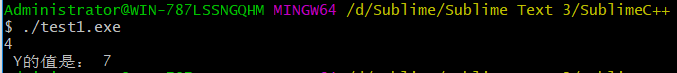 Administrator@WIN-787LSSNGQHM MINGW64 /d/Sublime/Sublime Text 3/SublimeC++
$ ./test1.exe
4
Y的值是： 7